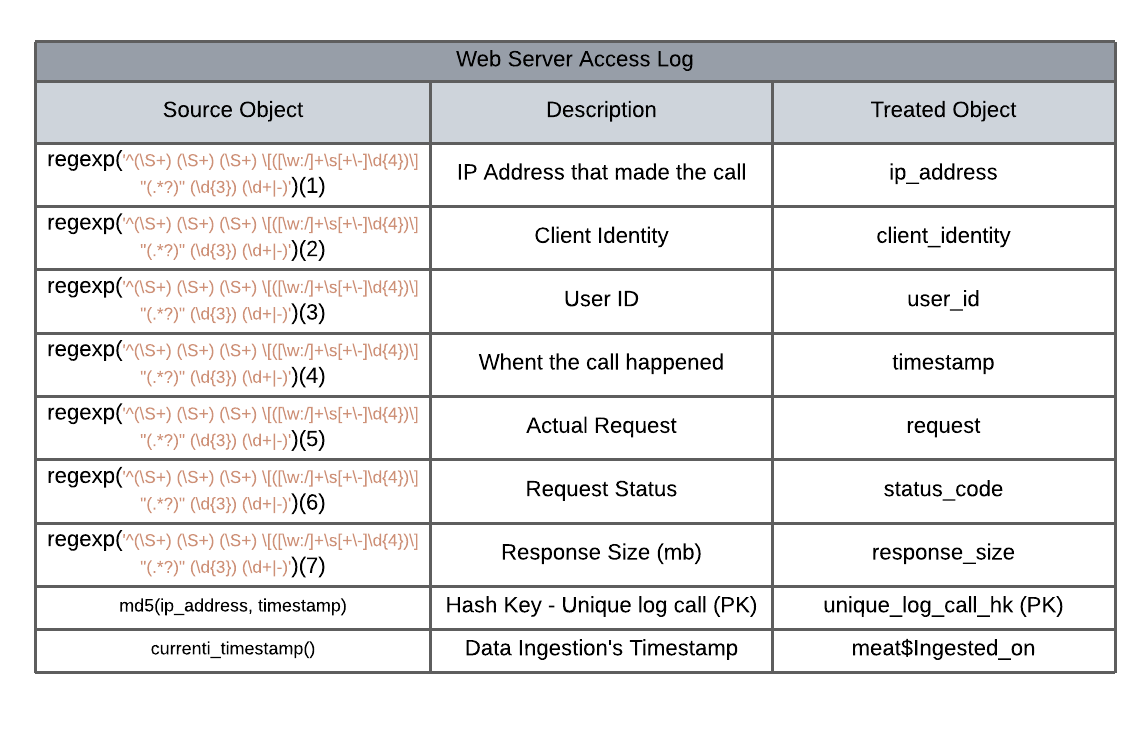 Web Server Access Log
Source Object
Description
Treated Object
regexp('^(\S+) (\S+) (\S+) \[([\w:/]+\s[+\-]\d{4})\]
"(.*?)" (\d{3}) (\d+|-)')(1)
IP Address that made the call
ip_address
regexp('^(\S+) (\S+) (\S+) \[([\w:/]+\s[+\-]\d{4})\]
"(.*?)" (\d{3}) (\d+|-)')(2)
Client Identity
client_identity
regexp('^(\S+) (\S+) (\S+) \[([\w:/]+\s[+\-]\d{4})\]
"(.*?)" (\d{3}) (\d+|-)')(3)
User ID
user_id
regexp('^(\S+) (\S+) (\S+) \[([\w:/]+\s[+\-]\d{4})\]
"(.*?)" (\d{3}) (\d+|-)')(4)
Whent the call happened
timestamp
regexp('^(\S+) (\S+) (\S+) \[([\w:/]+\s[+\-]\d{4})\]
"(.*?)" (\d{3}) (\d+|-)')(5)
Actual Request
request
regexp('^(\S+) (\S+) (\S+) \[([\w:/]+\s[+\-]\d{4})\]
"(.*?)" (\d{3}) (\d+|-)')(6)
Request Status
status_code
regexp('^(\S+) (\S+) (\S+) \[([\w:/]+\s[+\-]\d{4})\]
"(.*?)" (\d{3}) (\d+|-)')(7)
Response Size (mb)
response_size
md5(ip_address, timestamp)
Hash Key - Unique log call (PK)
unique_log_call_hk (PK)
currenti_timestamp()
Data Ingestion's Timestamp
meat$Ingested_on